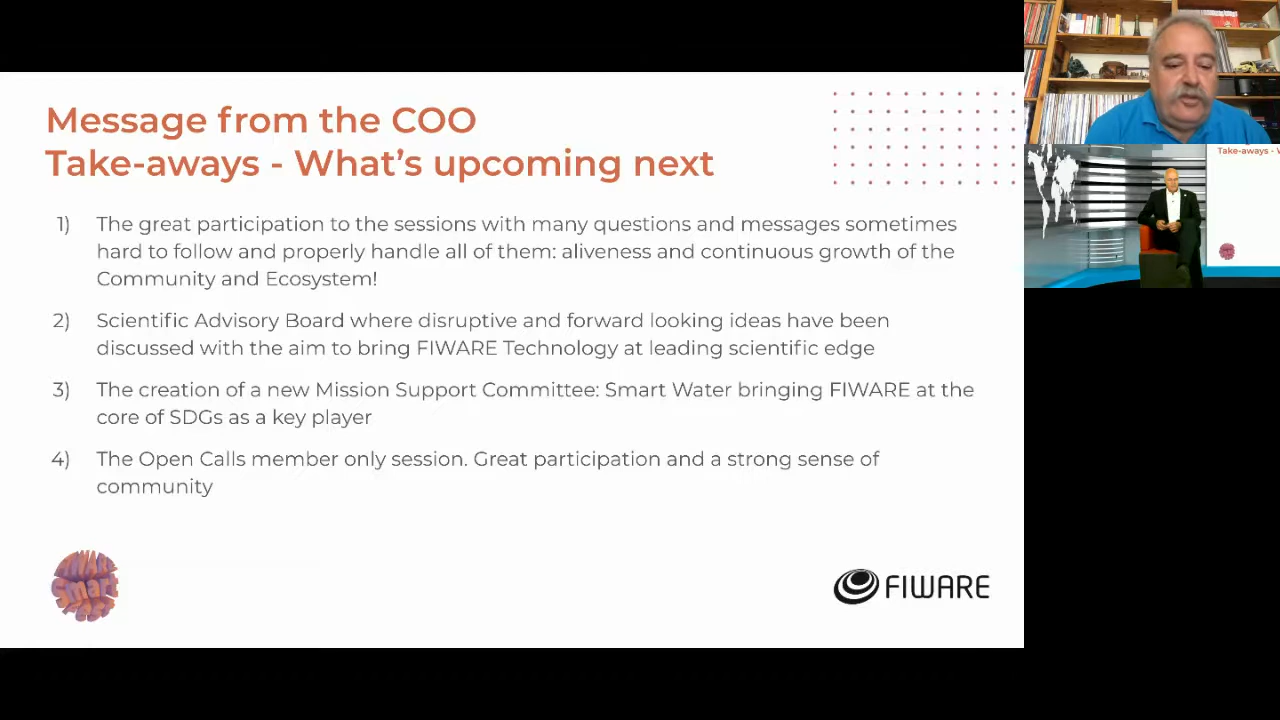 Message from the COO
Take-aways - What's upcoming next
1) The great participation to the sessions with many questions and messages sometimes
hard to follow and properly handle all of them: aliveness and continuous growth of the
Community and Ecosystem!
2) Scientific Advisory Board where disruptive and forward looking ideas have been
discussed with the aim to bring FIWARE Technology at leading scientific edge
3) The creation of a new Mission Support Committee: Smart Water bringing FIWARE at the
core of SDGs as a key player
4) The Open Calls member only session. Great participation and a strong sense of
community
Smart
FIWARE
Take-aways - W